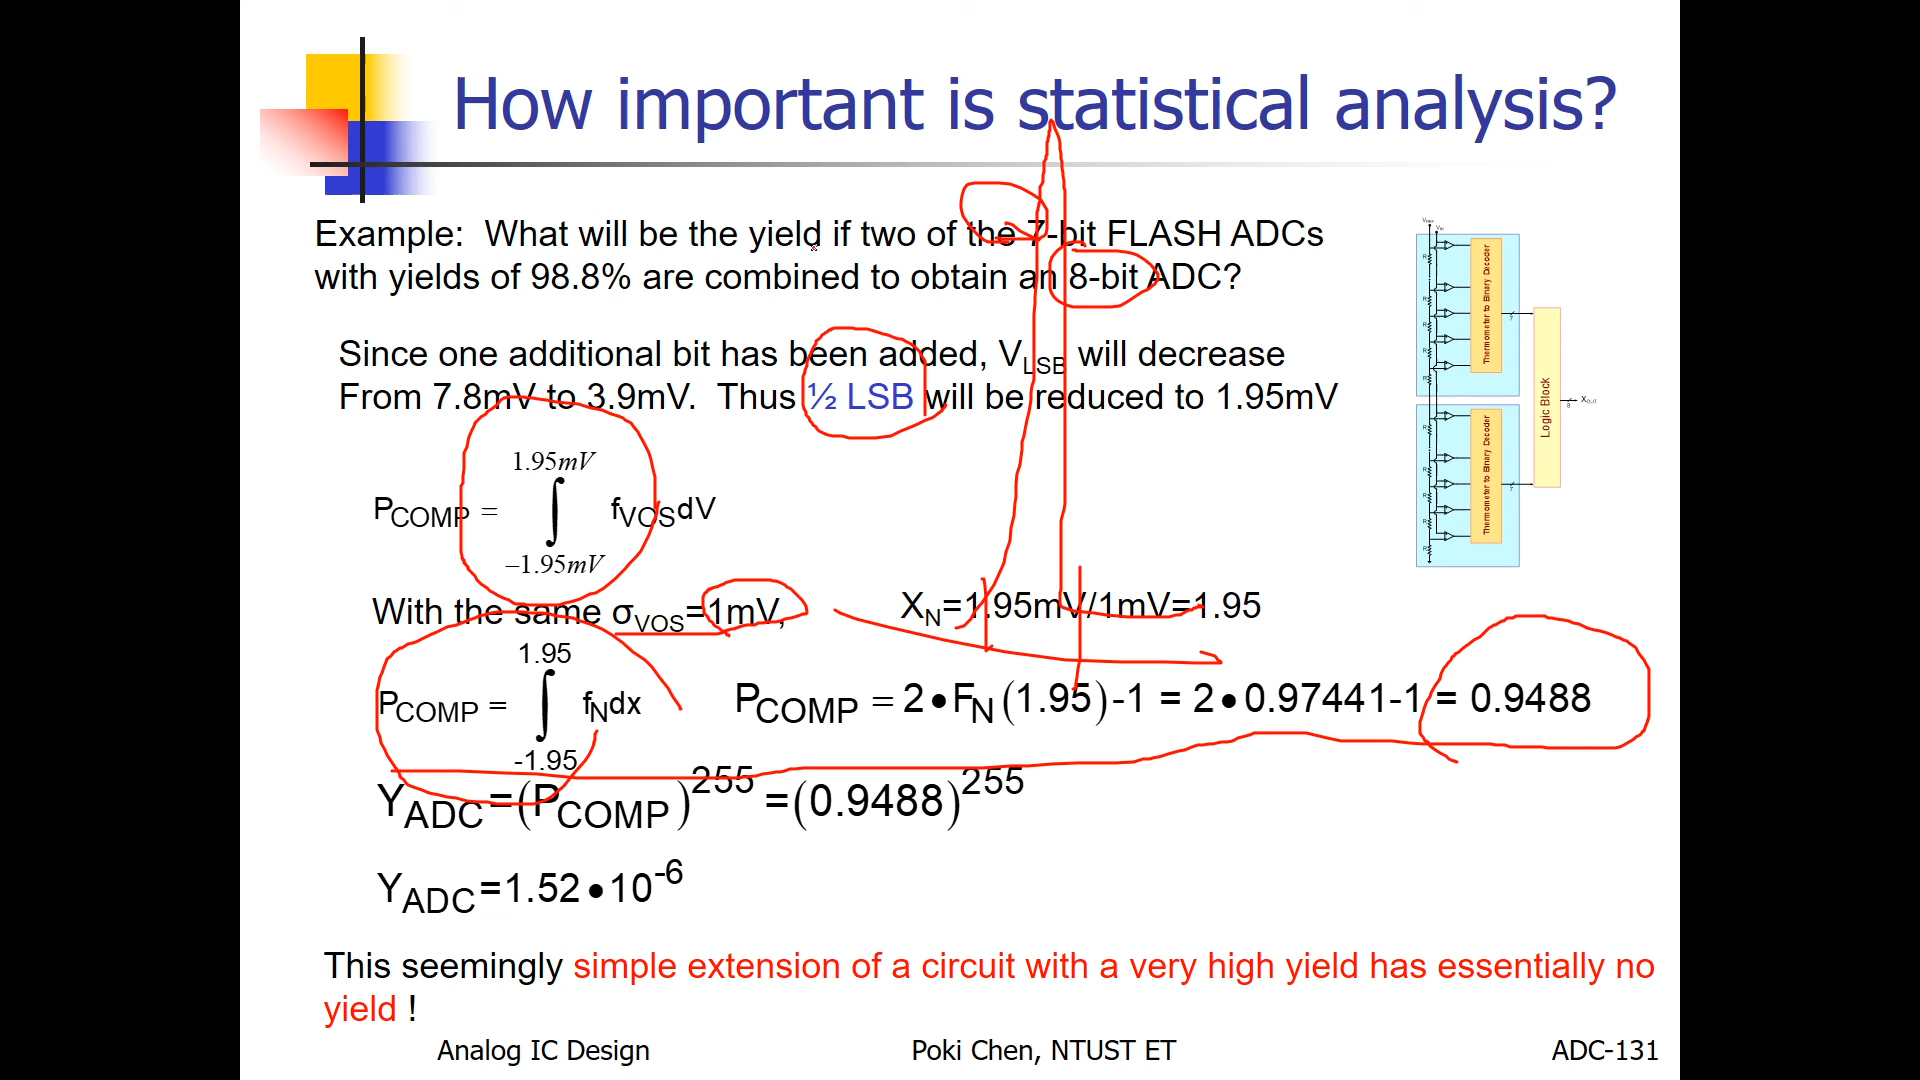 How important is statistical analysis?
Example: What will be the yield if two of the 7-bit FLASH ADCs
with yields of 98.8% are combined to obtain an 8-bit ADC?
Since one additional bit has been added, VLSB will decrease
From 7.8mV to 3.9mV. Thus ½ LSB will be reduced to 1.95mV
1.95mV
PCOMP = ∫ fVOSdV
–1.95mV
With the same σVOS=1mV, XN=1.95mV/1mV=1.95
1.95
PCOMP = ∫ fNdx PCOMP = 2•FN(1.95)-1 = 2•0.97441-1 = 0.9488
-1.95
YADC=(PCOMP)^255 =(0.9488)^255
YADC=1.52•10^-6
This seemingly simple extension of a circuit with a very high yield has essentially no
yield !
Thermometer to Binary Decoder
Thermometer to Binary Decoder
Logic Block
XOUT
Analog IC Design Poki Chen, NTUST ET ADC-131